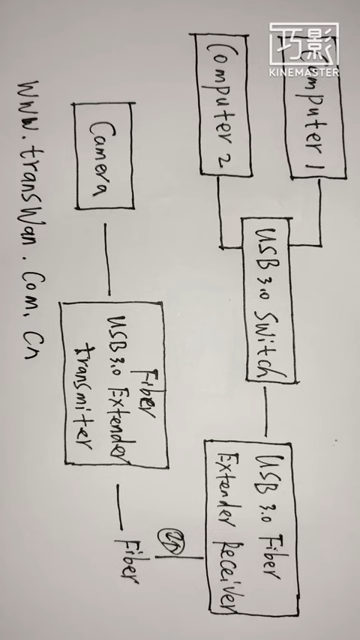 巧影
KINEMASTER
Computer 1
Computer 2
USB 3.0 Switch
USB 3.0 Fiber
Extender Receiver
Camera
Fiber
USB 3.0 Extender
transmiter
Fiber
www.transwan.com.cn